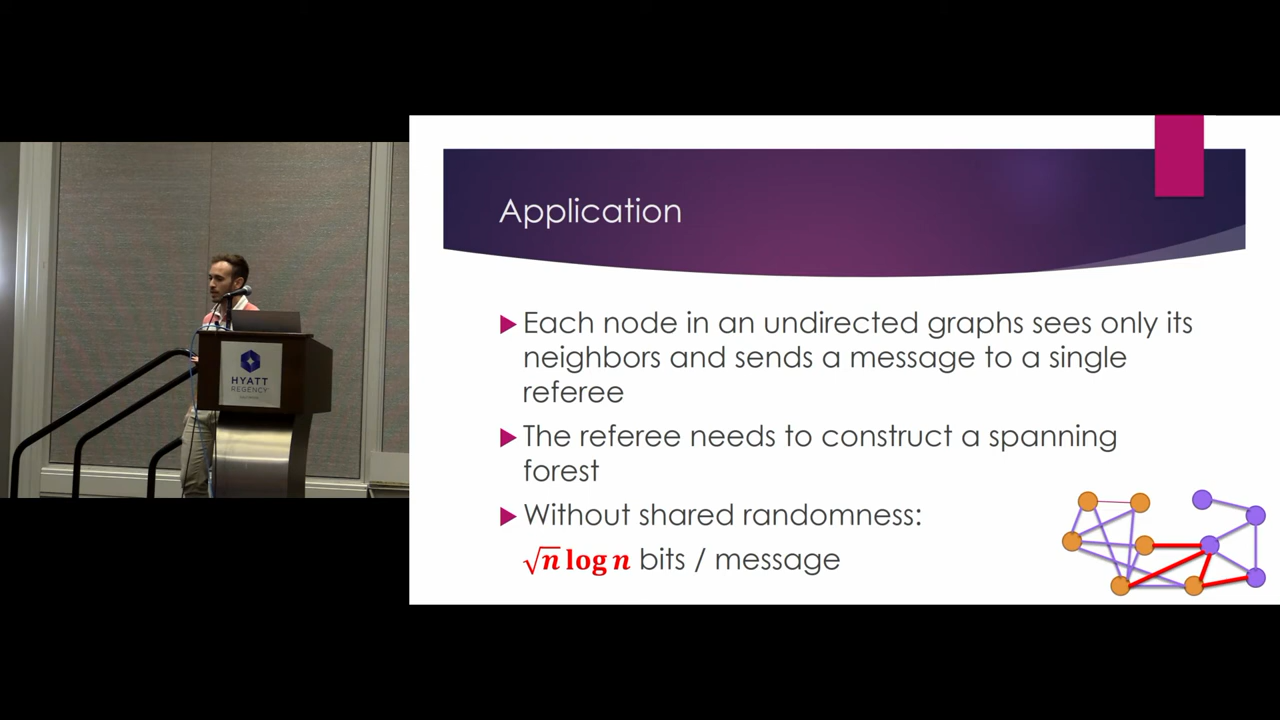 Application
Each node in an undirected graphs sees only its
neighbors and sends a message to a single
referee
The referee needs to construct a spanning
forest
Without shared randomness:
√n log n bits / message
HYATT
REGENCY